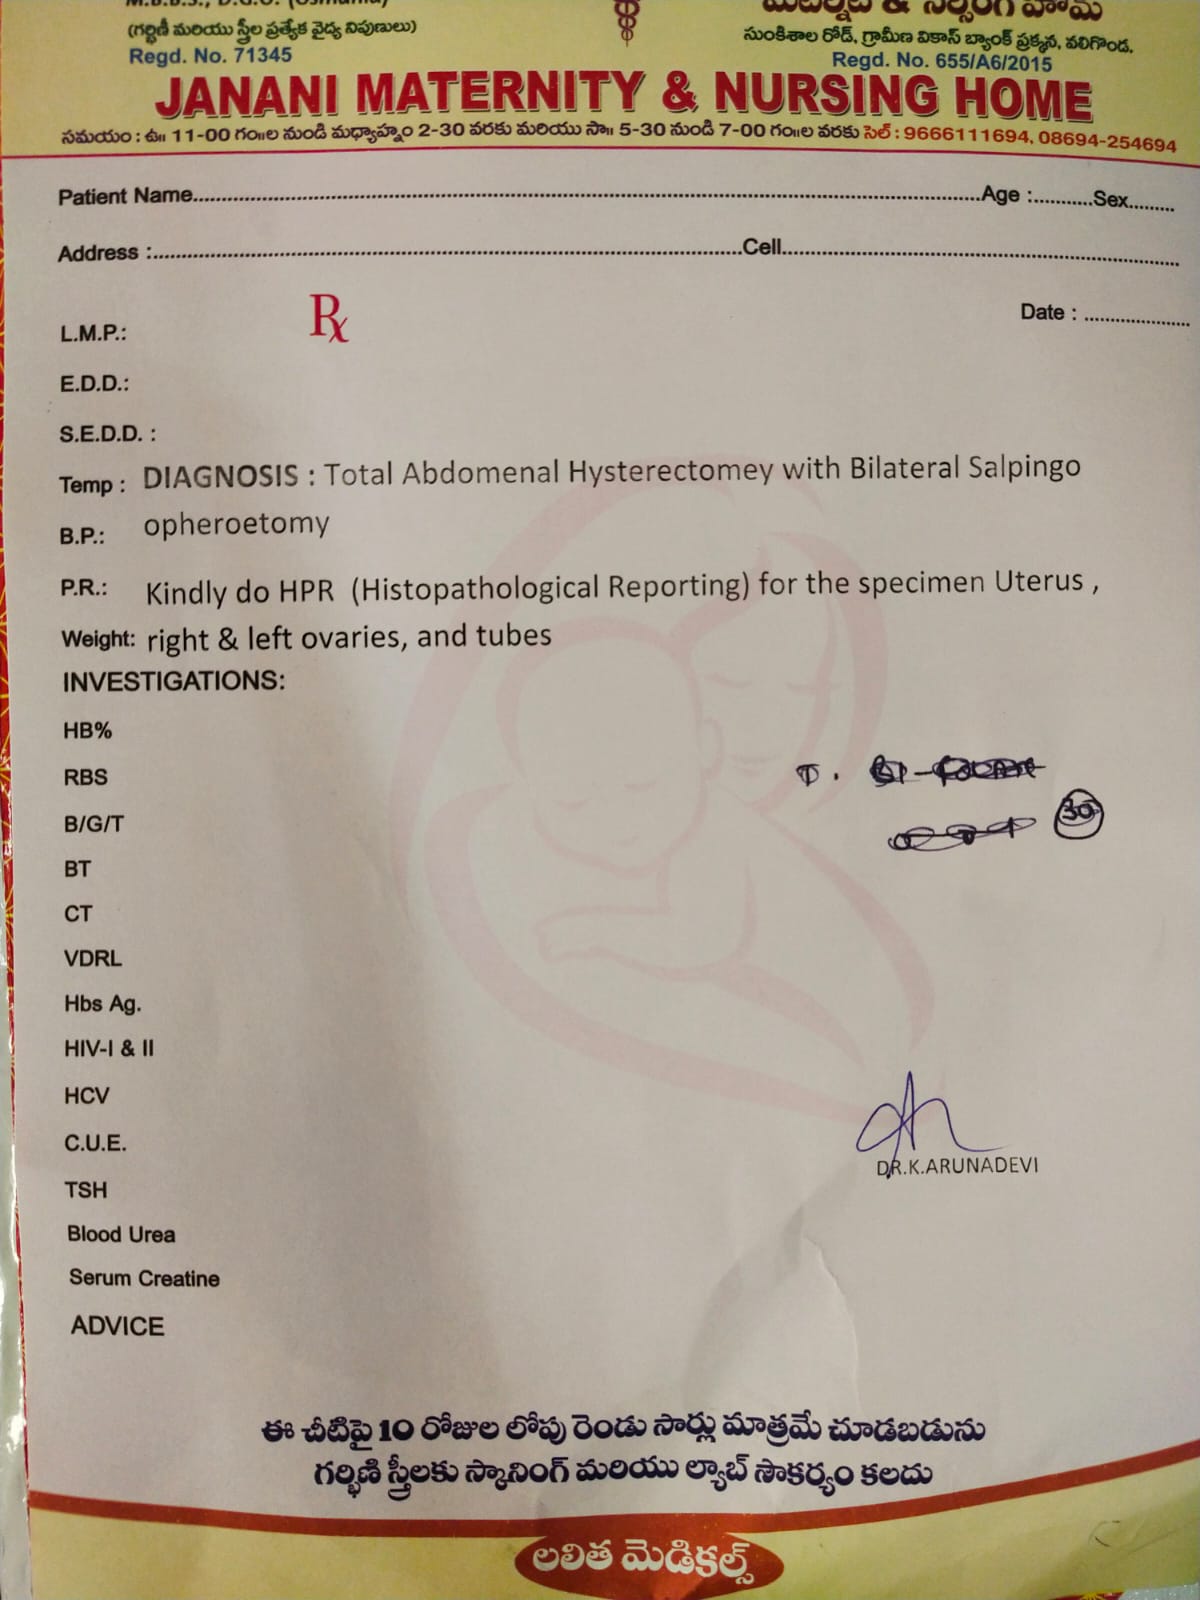 M.B.B.S., D.G.O. (Osmania)
(గర్భిణీ మరియు స్త్రీల ప్రత్యేక వైద్య నిపుణులు)
Regd. No. 71345
మెటర్నిటి & నర్సింగ్ హోమ్
సుంకిశాల రోడ్, గ్రామీణ వికాస్ బ్యాంక్ ప్రక్కన, వలిగొండ.
Regd. No. 655/A6/2015
JANANI MATERNITY & NURSING HOME
సమయం : ఉ॥ 11-00 గం॥ల నుండి మధ్యాహ్నం 2-30 వరకు మరియు సా॥ 5-30 నుండి 7-00 గం॥ల వరకు సెల్ : 9666111694, 08694-254694
Patient Name.......... Age :.......... Sex.........
Address :.......... Cell..........
Date : ....................
L.M.P.: Rx
E.D.D.:
S.E.D.D. :
Temp : DIAGNOSIS : Total Abdomenal Hysterectomey with Bilateral Salpingo
B.P.: opheroetomy
P.R.: Kindly do HPR (Histopathological Reporting) for the specimen Uterus ,
Weight: right & left ovaries, and tubes
INVESTIGATIONS:
HB%
RBS
B/G/T
30
BT
CT
VDRL
Hbs Ag.
HIV-I & II
HCV
C.U.E.
DR.K.ARUNADEVI
TSH
Blood Urea
Serum Creatine
ADVICE
ఈ చీటిపై 10 రోజుల లోపు రెండు సార్లు మాత్రమే చూడబడును
గర్భిణి స్త్రీలకు స్కానింగ్ మరియు ల్యాబ్ సౌకర్యం కలదు
లలిత మెడికల్స్